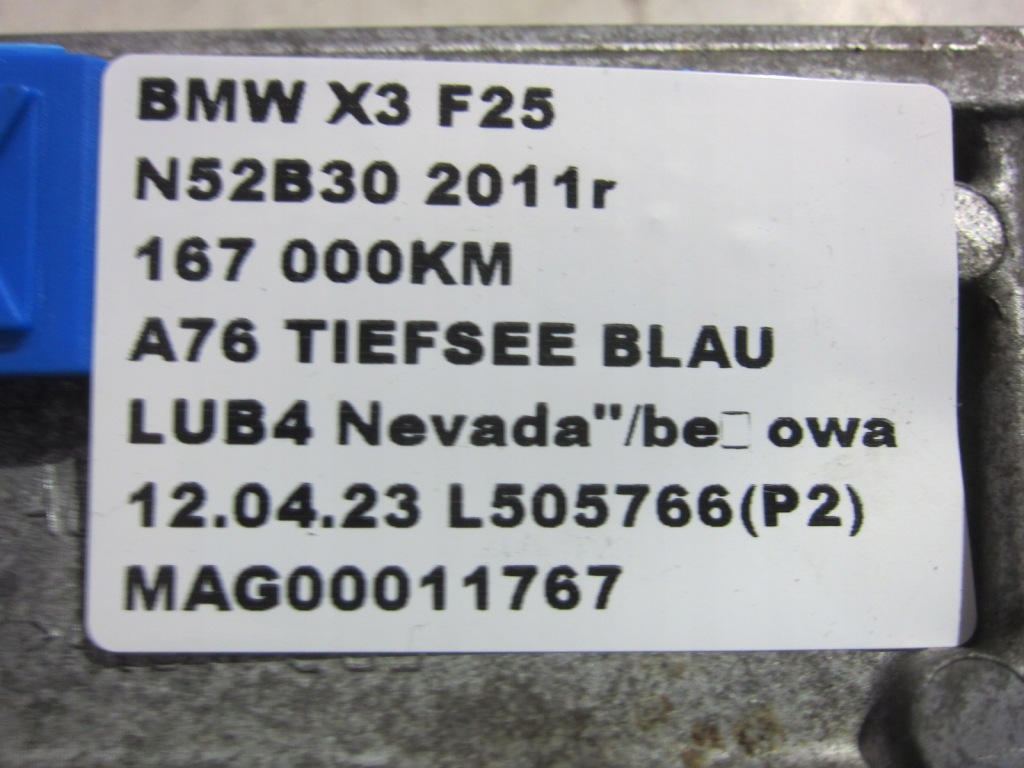 BMW X3 F25
N52B30 2011r
167 000KM
A76 TIEFSEE BLAU
LUB4 Nevada"/be□ owa
12.04.23 L505766(P2)
MAG00011767